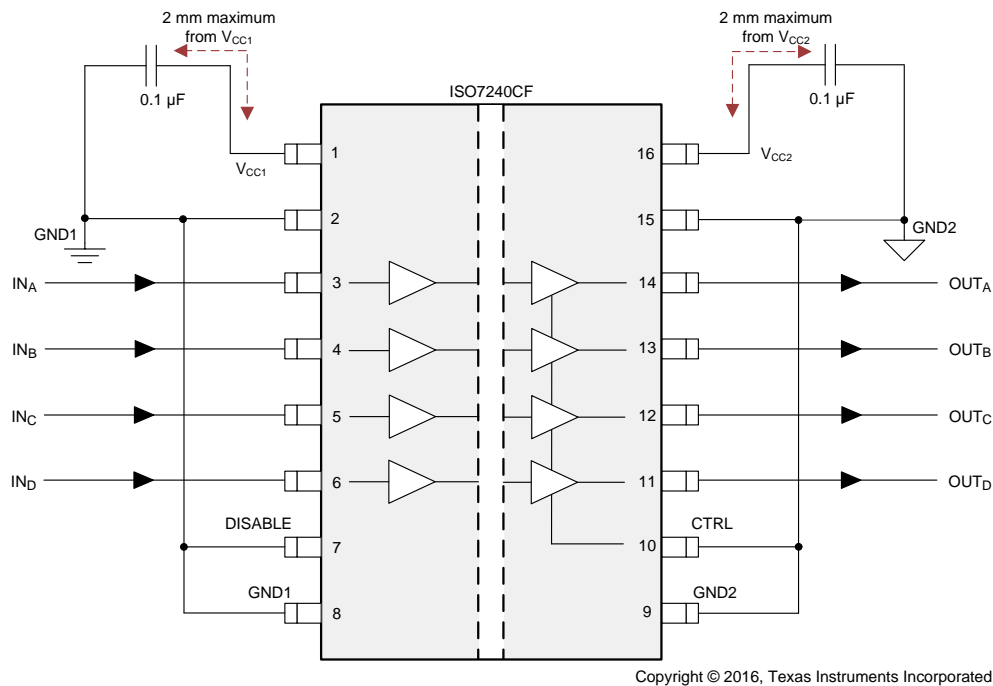 2 mm maximum
from VCC1
2 mm maximum
from VCC2
0.1 µF
0.1 µF
ISO7240CF
VCC1
1
16
VCC2
GND1
2
15
GND2
INA
3
14
OUTA
INB
4
13
OUTB
INC
5
12
OUTC
IND
6
11
OUTD
DISABLE
7
10
CTRL
GND1
8
9
GND2
Copyright © 2016, Texas Instruments Incorporated